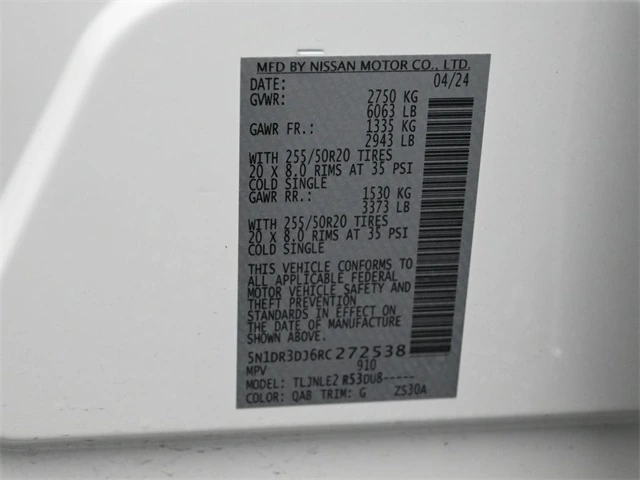 MFD BY NISSAN MOTOR CO., LTD.
DATE: 04/24
GVWR: 2750 KG
6063 LB
GAWR FR.: 1335 KG
2943 LB
WITH 255/50R20 TIRES
20 X 8.0 RIMS AT 35 PSI
COLD SINGLE
GAWR RR.: 1530 KG
3373 LB
WITH 255/50R20 TIRES
20 X 8.0 RIMS AT 35 PSI
COLD SINGLE
THIS VEHICLE CONFORMS TO
ALL APPLICABLE FEDERAL
MOTOR VEHICLE SAFETY AND
THEFT PREVENTION
STANDARDS IN EFFECT ON
THE DATE OF MANUFACTURE
SHOWN ABOVE.
5N1DR3DJ6RC272538
MPV 910
MODEL: TLJNLE2 R53DU8-----
COLOR: QAB TRIM: G ZS30A